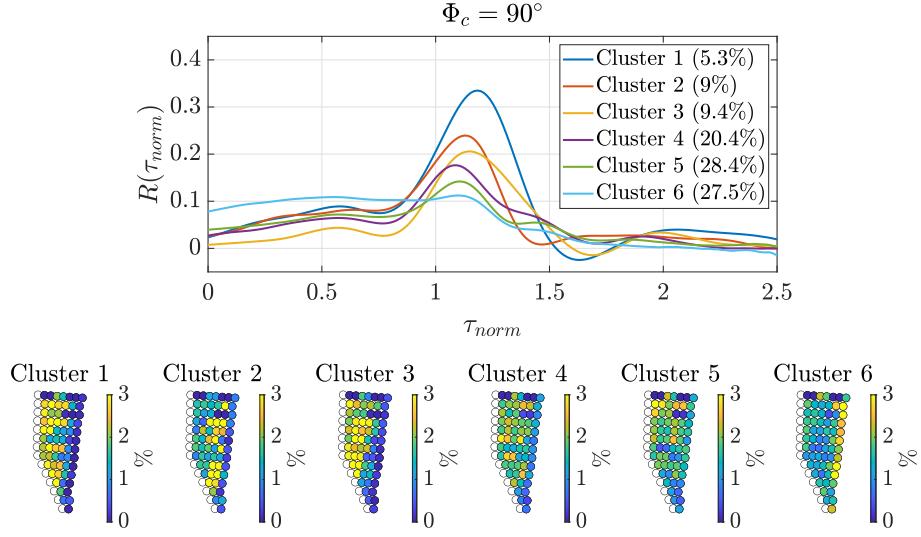 Φ_c = 90°
R(τ_norm)
0.4
0.3
0.2
0.1
0
Cluster 1 (5.3%)
Cluster 2 (9%)
Cluster 3 (9.4%)
Cluster 4 (20.4%)
Cluster 5 (28.4%)
Cluster 6 (27.5%)
0 0.5 1 1.5 2 2.5
τ_norm
Cluster 1 Cluster 2 Cluster 3 Cluster 4 Cluster 5 Cluster 6
3 3 3 3 3 3
2 2 2 2 2 2
% % % % % %
1 1 1 1 1 1
0 0 0 0 0 0